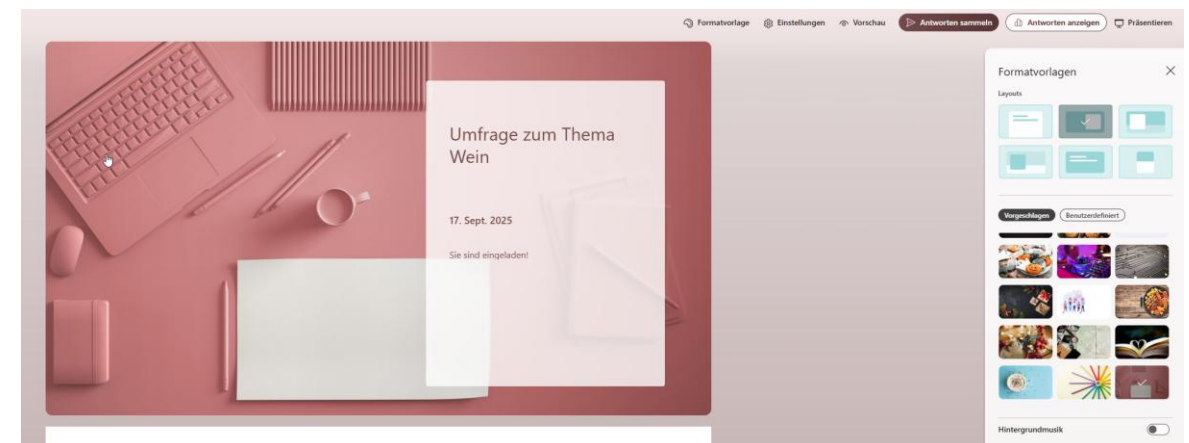 Formatvorlage Einstellungen Vorschau Antworten sammeln Antworten anzeigen Präsentieren
Umfrage zum Thema
Wein
17. Sept. 2025
Sie sind eingeladen!
Formatvorlagen
Layouts
Vorgeschlagen Benutzerdefiniert
Hintergrundmusik